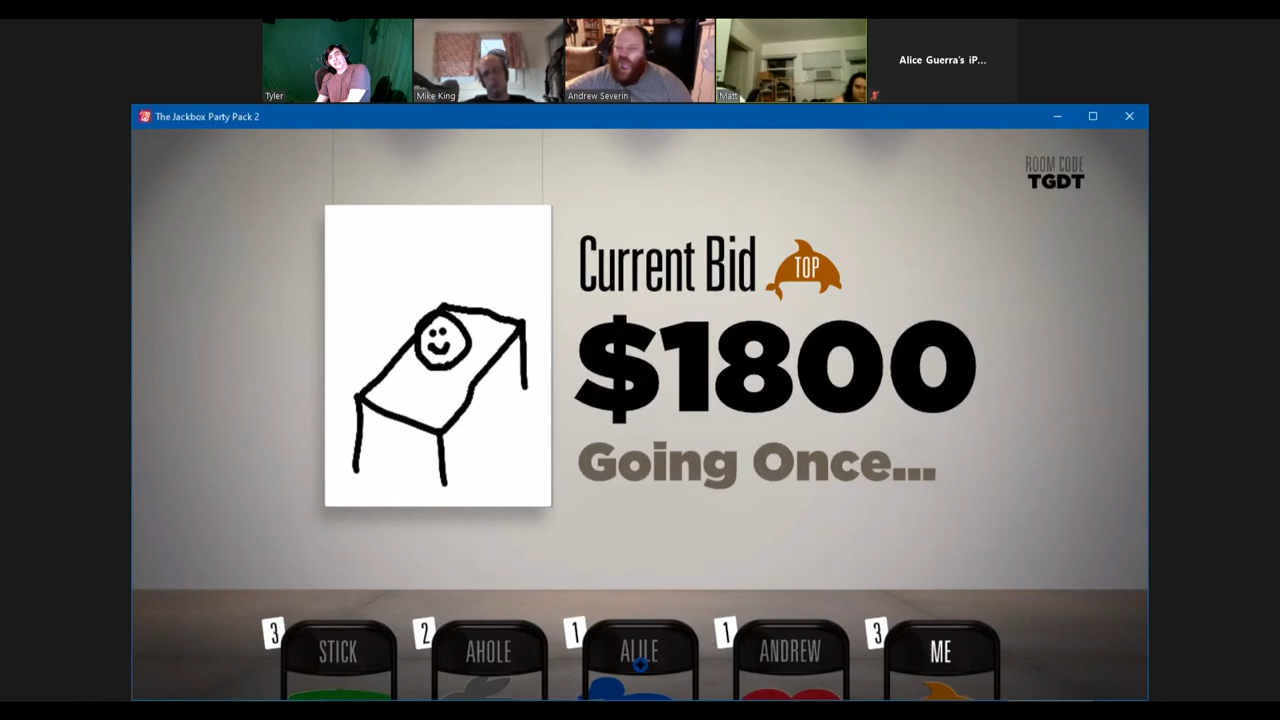 Tyler
Mike King
Andrew Severin
Matt
Alice Guerra's iP...
The Jackbox Party Pack 2
ROOM CODE
TGDT
Current Bid
TOP
$1800
Going Once...
3
STICK
2
AHOLE
1
1
ANDREW
3
ME